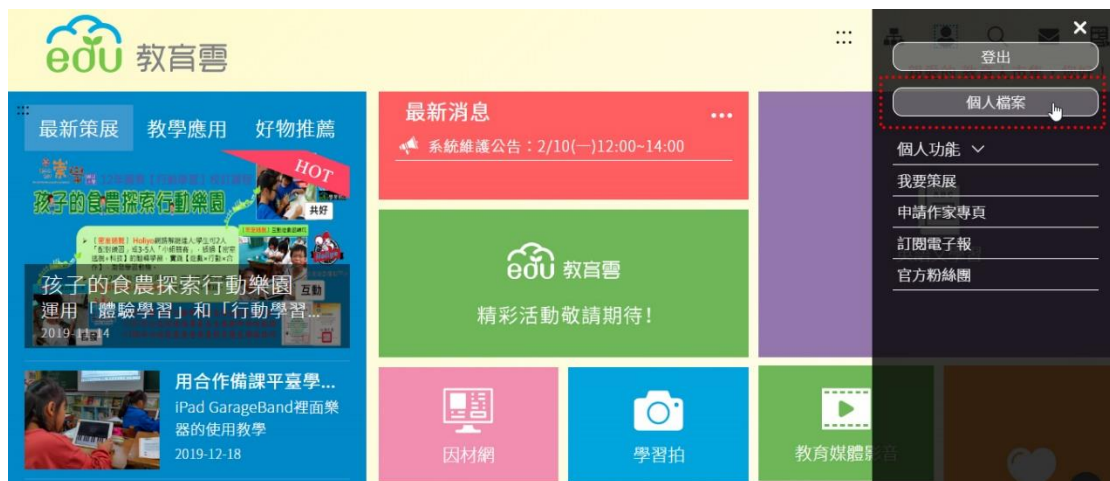 edu 教育雲
登出
個人檔案
個人功能
我要策展
申請作家專頁
訂閱電子報
官方粉絲團
最新策展 教學應用 好物推薦
HOT
孩子的食農探索行動樂園
共好
互動
孩子的食農探索行動樂園
運用「體驗學習」和「行動學習...
2019-11-14
用合作備課平臺學...
iPad GarageBand裡面樂
器的使用教學
2019-12-18
最新消息
系統維護公告：2/10(一)12:00~14:00
edu 教育雲
精彩活動敬請期待!
因材網
學習拍
教育媒體影音